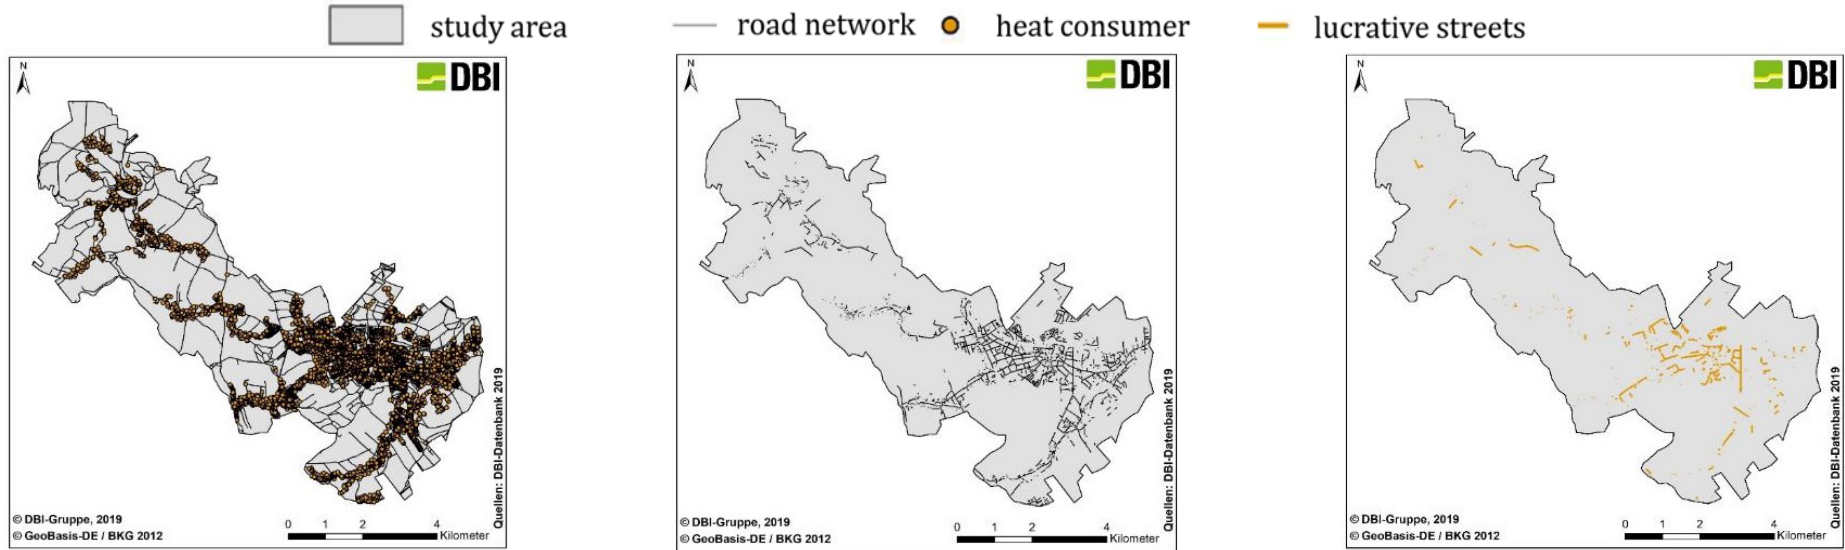 study area road network heat consumer lucrative streets
N DBI
N DBI
N DBI
Quellen: DBI-Datenbank 2019
Quellen: DBI-Datenbank 2019
Quellen: DBI-Datenbank 2019
© DBI-Gruppe, 2019
© GeoBasis-DE / BKG 2012
0 1 2 4
Kilometer
© DBI-Gruppe, 2019
© GeoBasis-DE / BKG 2012
0 1 2 4
Kilometer
© DBI-Gruppe, 2019
© GeoBasis-DE / BKG 2012
0 1 2 4
Kilometer